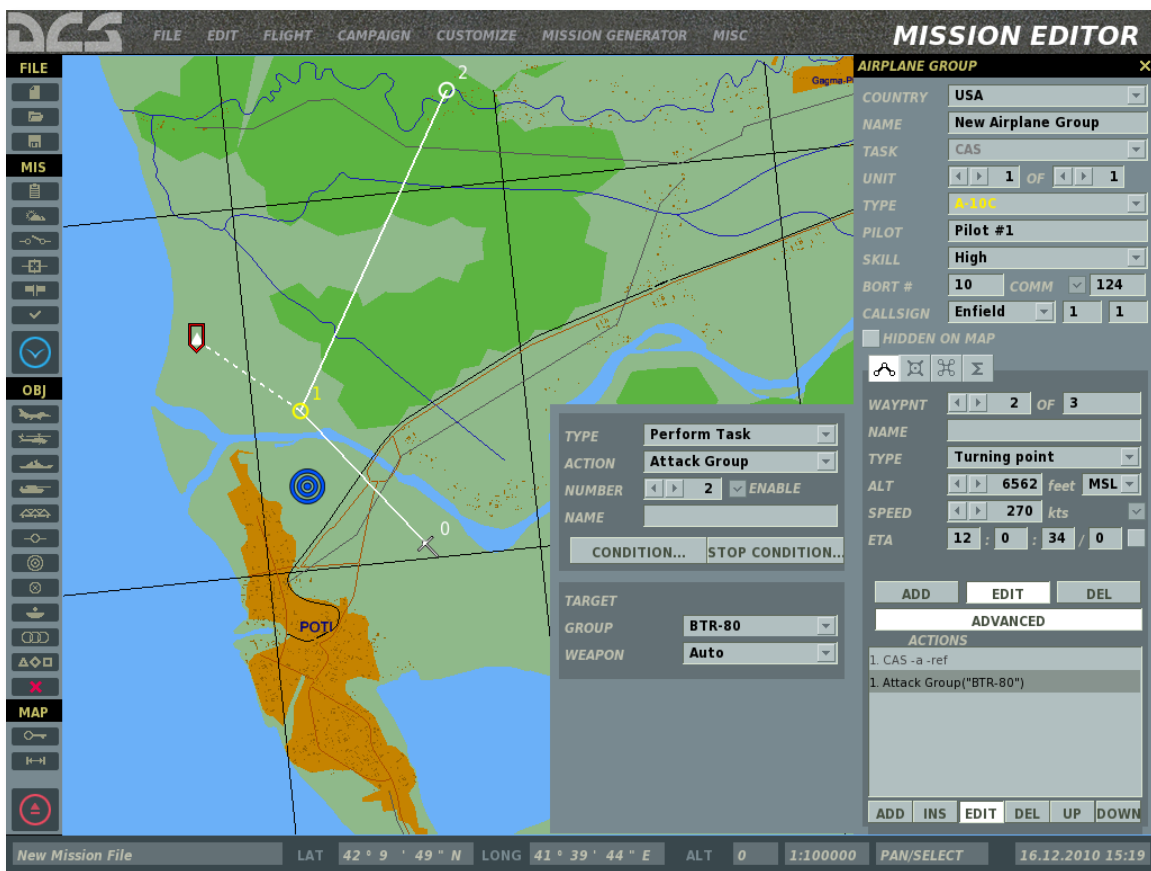 DCS FILE EDIT FLIGHT CAMPAIGN CUSTOMIZE MISSION GENERATOR MISC MISSION EDITOR
FILE
MIS
OBJ
MAP
2
1
0
POTI
AIRPLANE GROUP
COUNTRY USA
NAME New Airplane Group
TASK CAS
UNIT 1 OF 1
TYPE A-10C
PILOT Pilot #1
SKILL High
BORT # 10 COMM 124
CALLSIGN Enfield 1 1
HIDDEN ON MAP
Σ
WAYPNT 2 OF 3
NAME
TYPE Turning point
ALT 6562 feet MSL
SPEED 270 kts
ETA 12 : 0 : 34 / 0
ADD EDIT DEL
ADVANCED
ACTIONS
1. CAS -a -ref
1. Attack Group("BTR-80")
ADD INS EDIT DEL UP DOWN
TYPE Perform Task
ACTION Attack Group
NUMBER 2 ENABLE
NAME
CONDITION... STOP CONDITION...
TARGET
GROUP BTR-80
WEAPON Auto
New Mission File LAT 42 ° 9 ' 49 " N LONG 41 ° 39 ' 44 " E ALT 0 1:100000 PAN/SELECT 16.12.2010 15:19